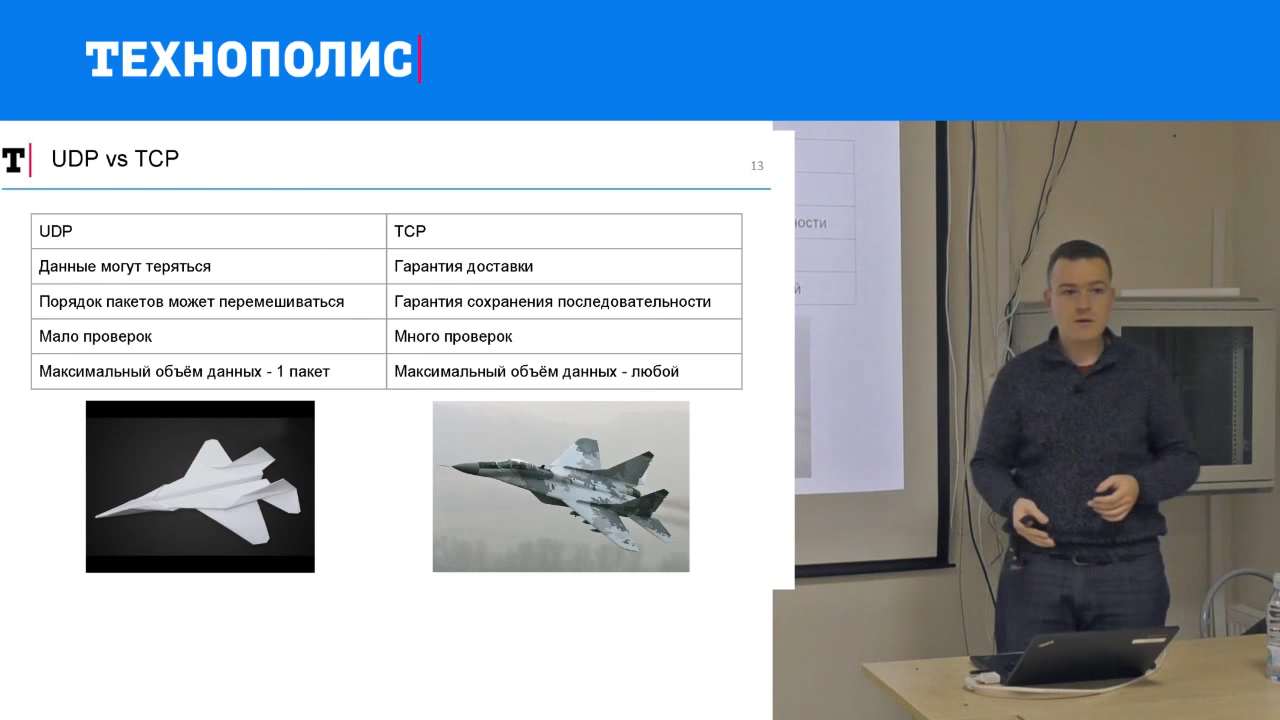 ТЕХНОПОЛИС
T
UDP vs TCP
13
UDP
TCP
Данные могут теряться
Гарантия доставки
Порядок пакетов может перемешиваться
Гарантия сохранения последовательности
Мало проверок
Много проверок
Максимальный объём данных - 1 пакет
Максимальный объём данных - любой
ности
й